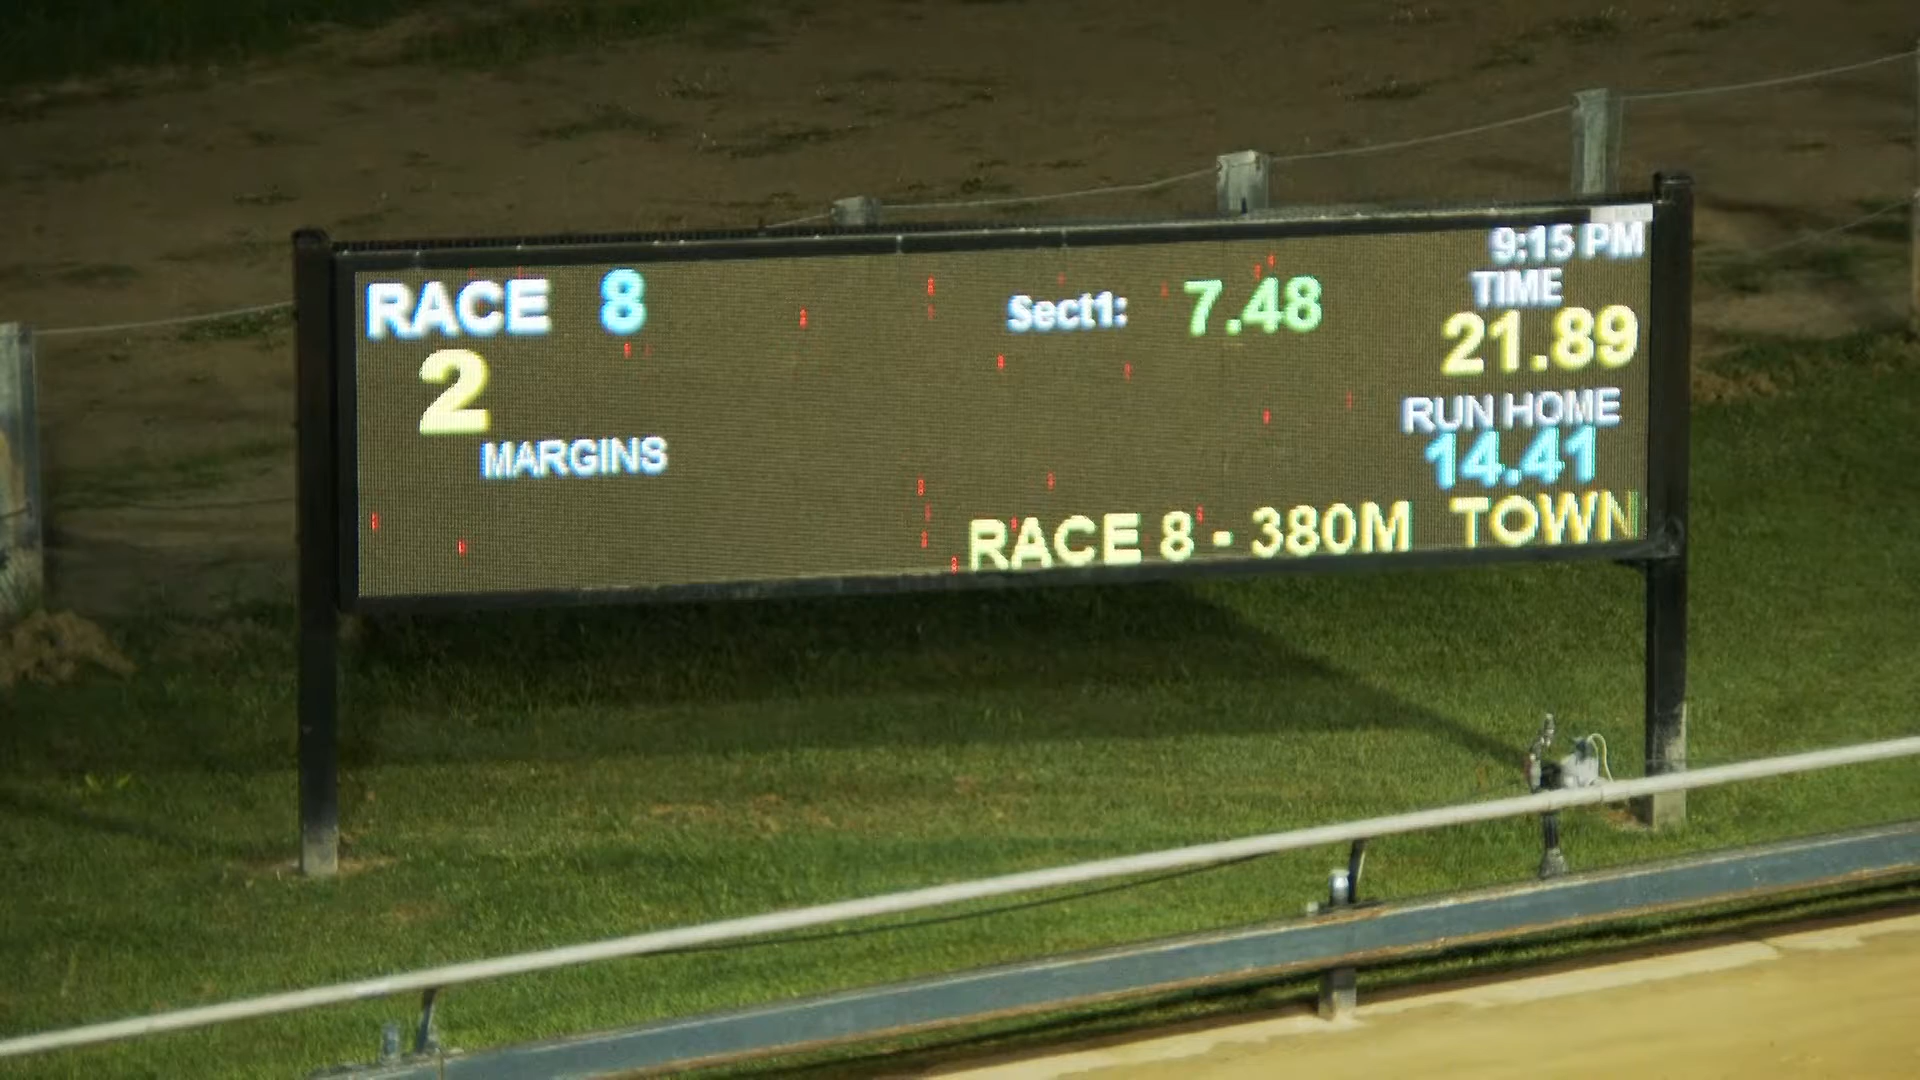 9:15 PM
RACE 8 Sect1: 7.48 TIME
21.89
2
RUN HOME
MARGINS 14.41
RACE 8 - 380M TOWN